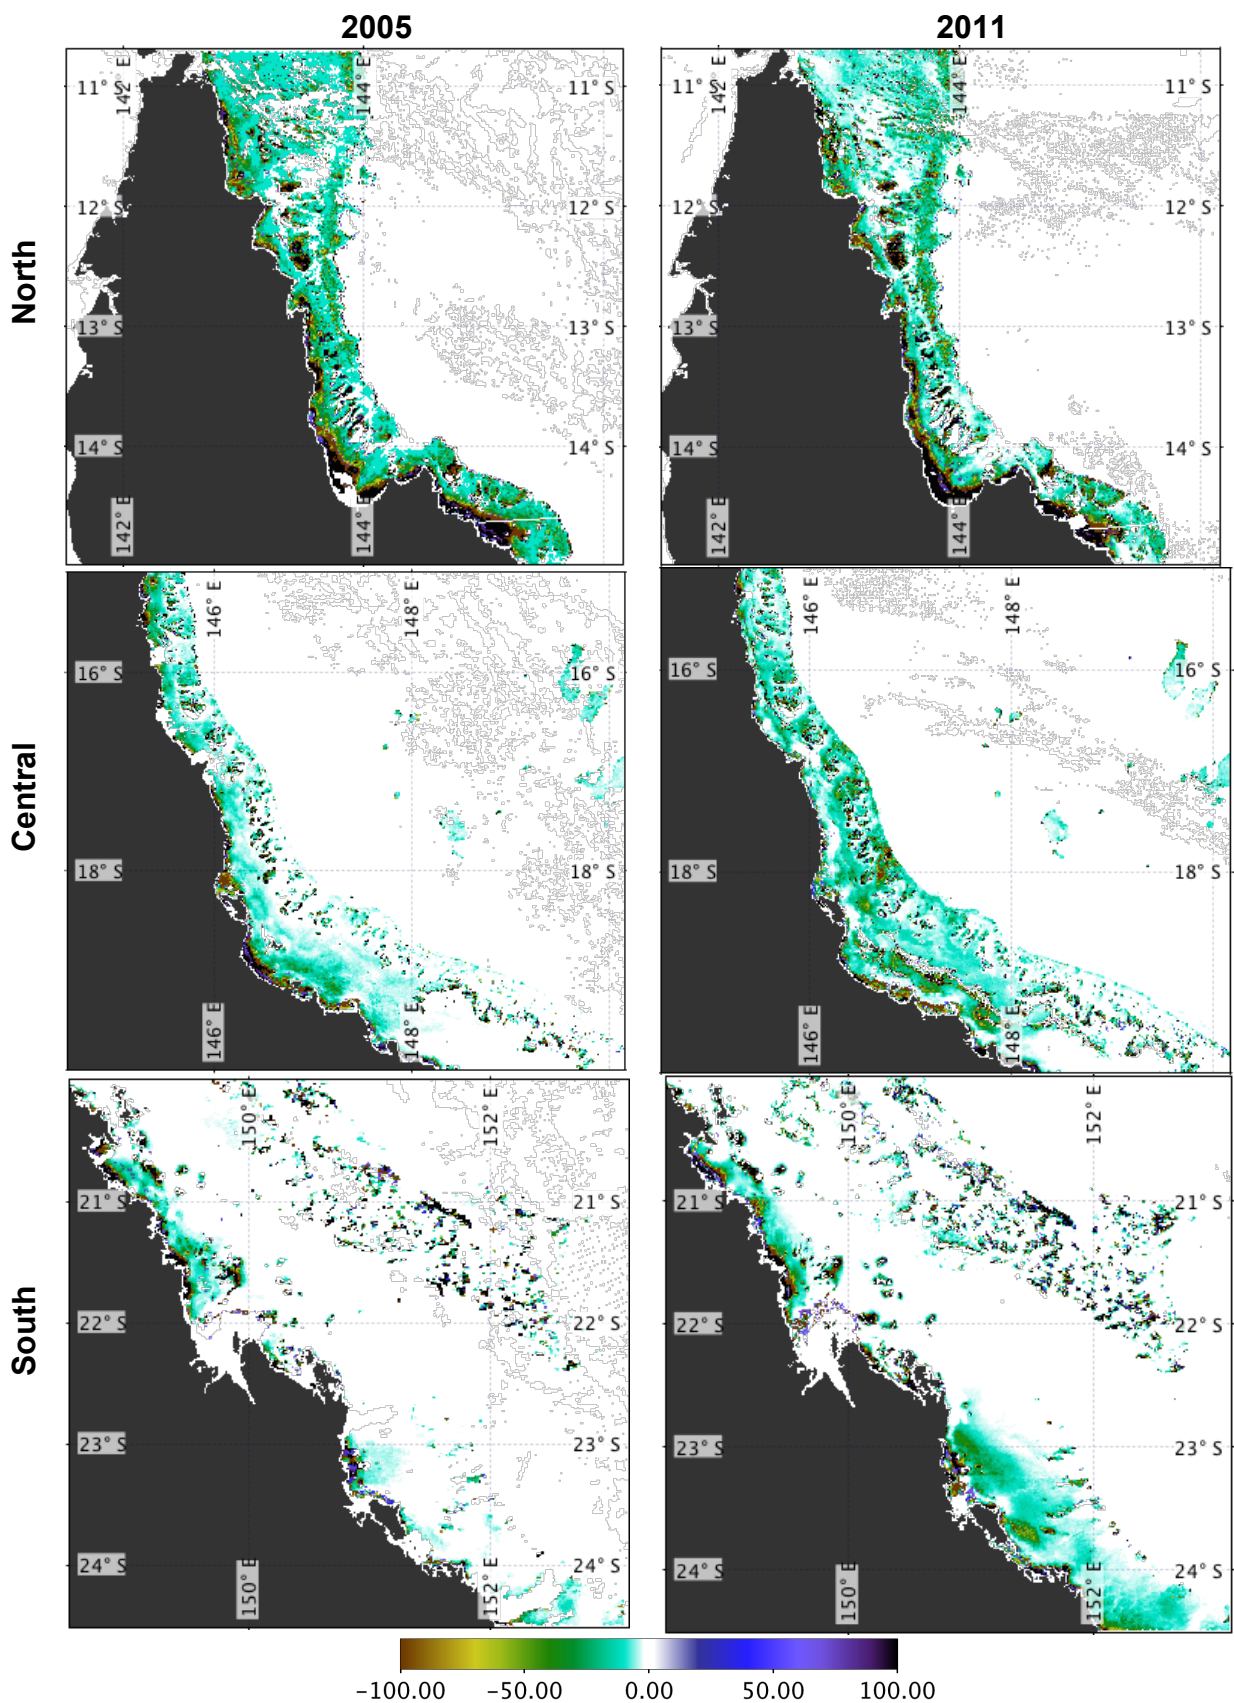 2005 2011
North
142° E 144° E 142° E 144° E
11° S 11° S 11° S 11° S
12° S 12° S 12° S 12° S
13° S 13° S 13° S 13° S
14° S 14° S 14° S 14° S
142° E 144° E 142° E 144° E
Central
146° E 148° E 146° E 148° E
16° S 16° S 16° S 16° S
18° S 18° S 18° S 18° S
146° E 148° E 146° E 148° E
South
150° E 152° E 150° E 152° E
21° S 21° S 21° S 21° S
22° S 22° S 22° S 22° S
23° S 23° S 23° S 23° S
24° S 24° S 24° S 24° S
150° E 152° E 150° E 152° E
−100.00 −50.00 0.00 50.00 100.00